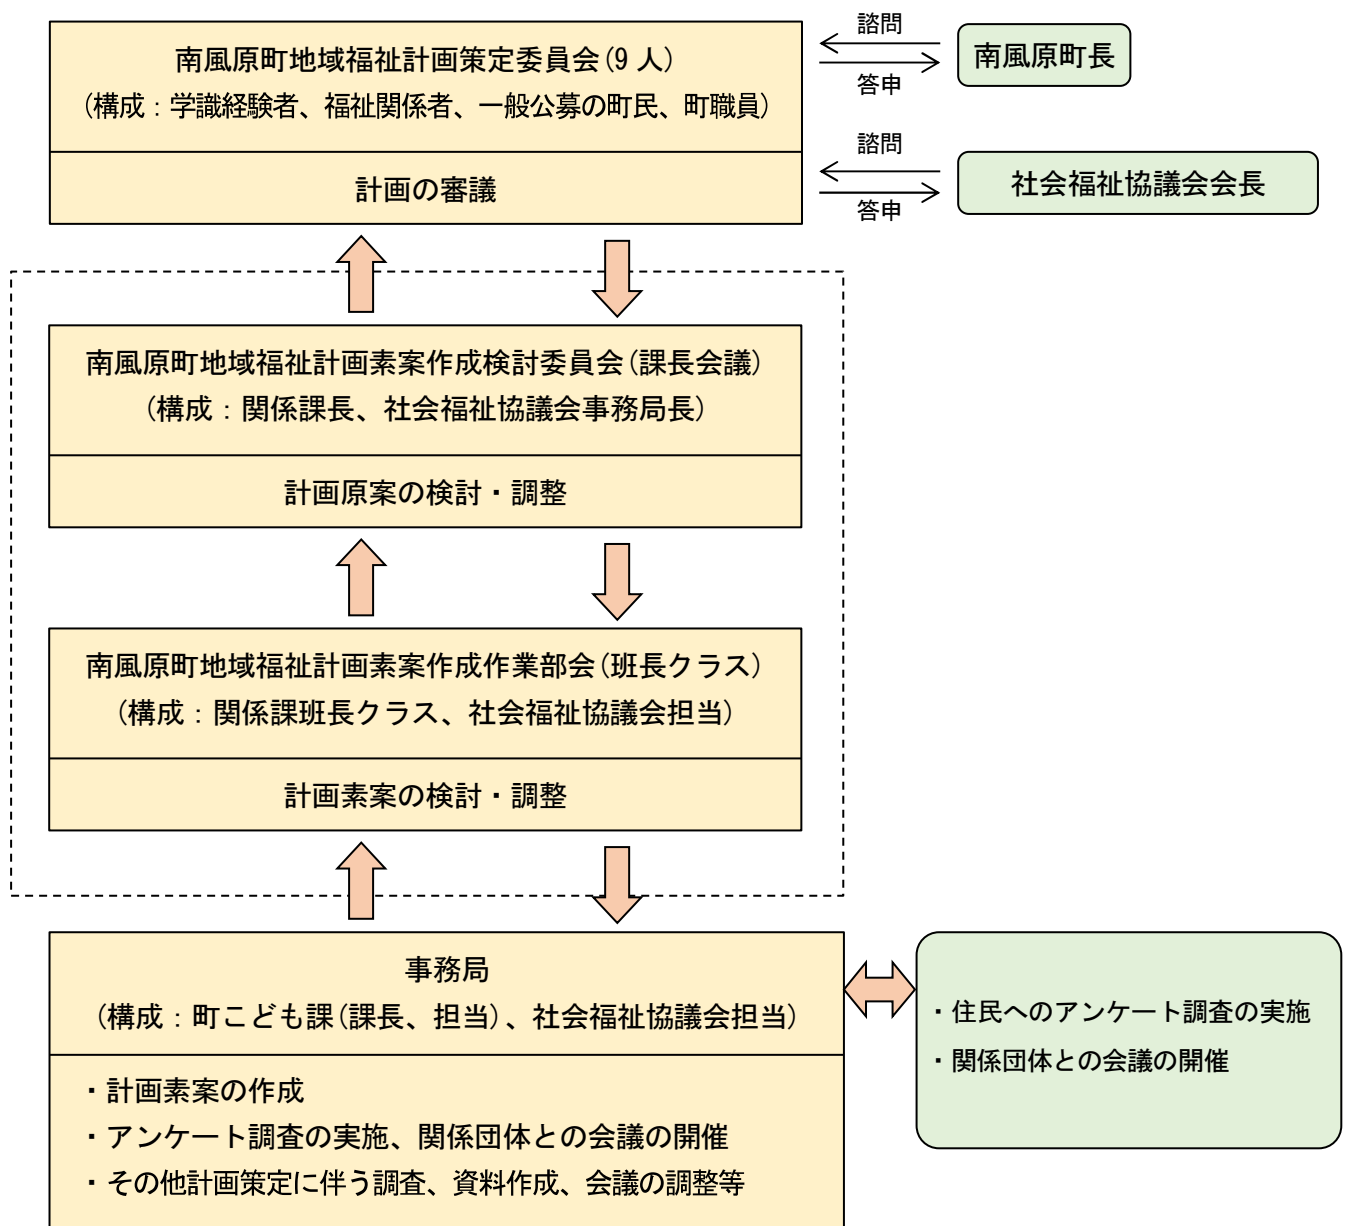 南風原町地域福祉計画策定委員会(9 人)
(構成：学識経験者、福祉関係者、一般公募の町民、町職員)
計画の審議
諮問
答申
南風原町長
諮問
答申
社会福祉協議会会長
南風原町地域福祉計画素案作成検討委員会(課長会議)
(構成：関係課長、社会福祉協議会事務局長)
計画原案の検討・調整
南風原町地域福祉計画素案作成作業部会(班長クラス)
(構成：関係課班長クラス、社会福祉協議会担当)
計画素案の検討・調整
事務局
(構成：町こども課(課長、担当)、社会福祉協議会担当)
・計画素案の作成
・アンケート調査の実施、関係団体との会議の開催
・その他計画策定に伴う調査、資料作成、会議の調整等
・住民へのアンケート調査の実施
・関係団体との会議の開催